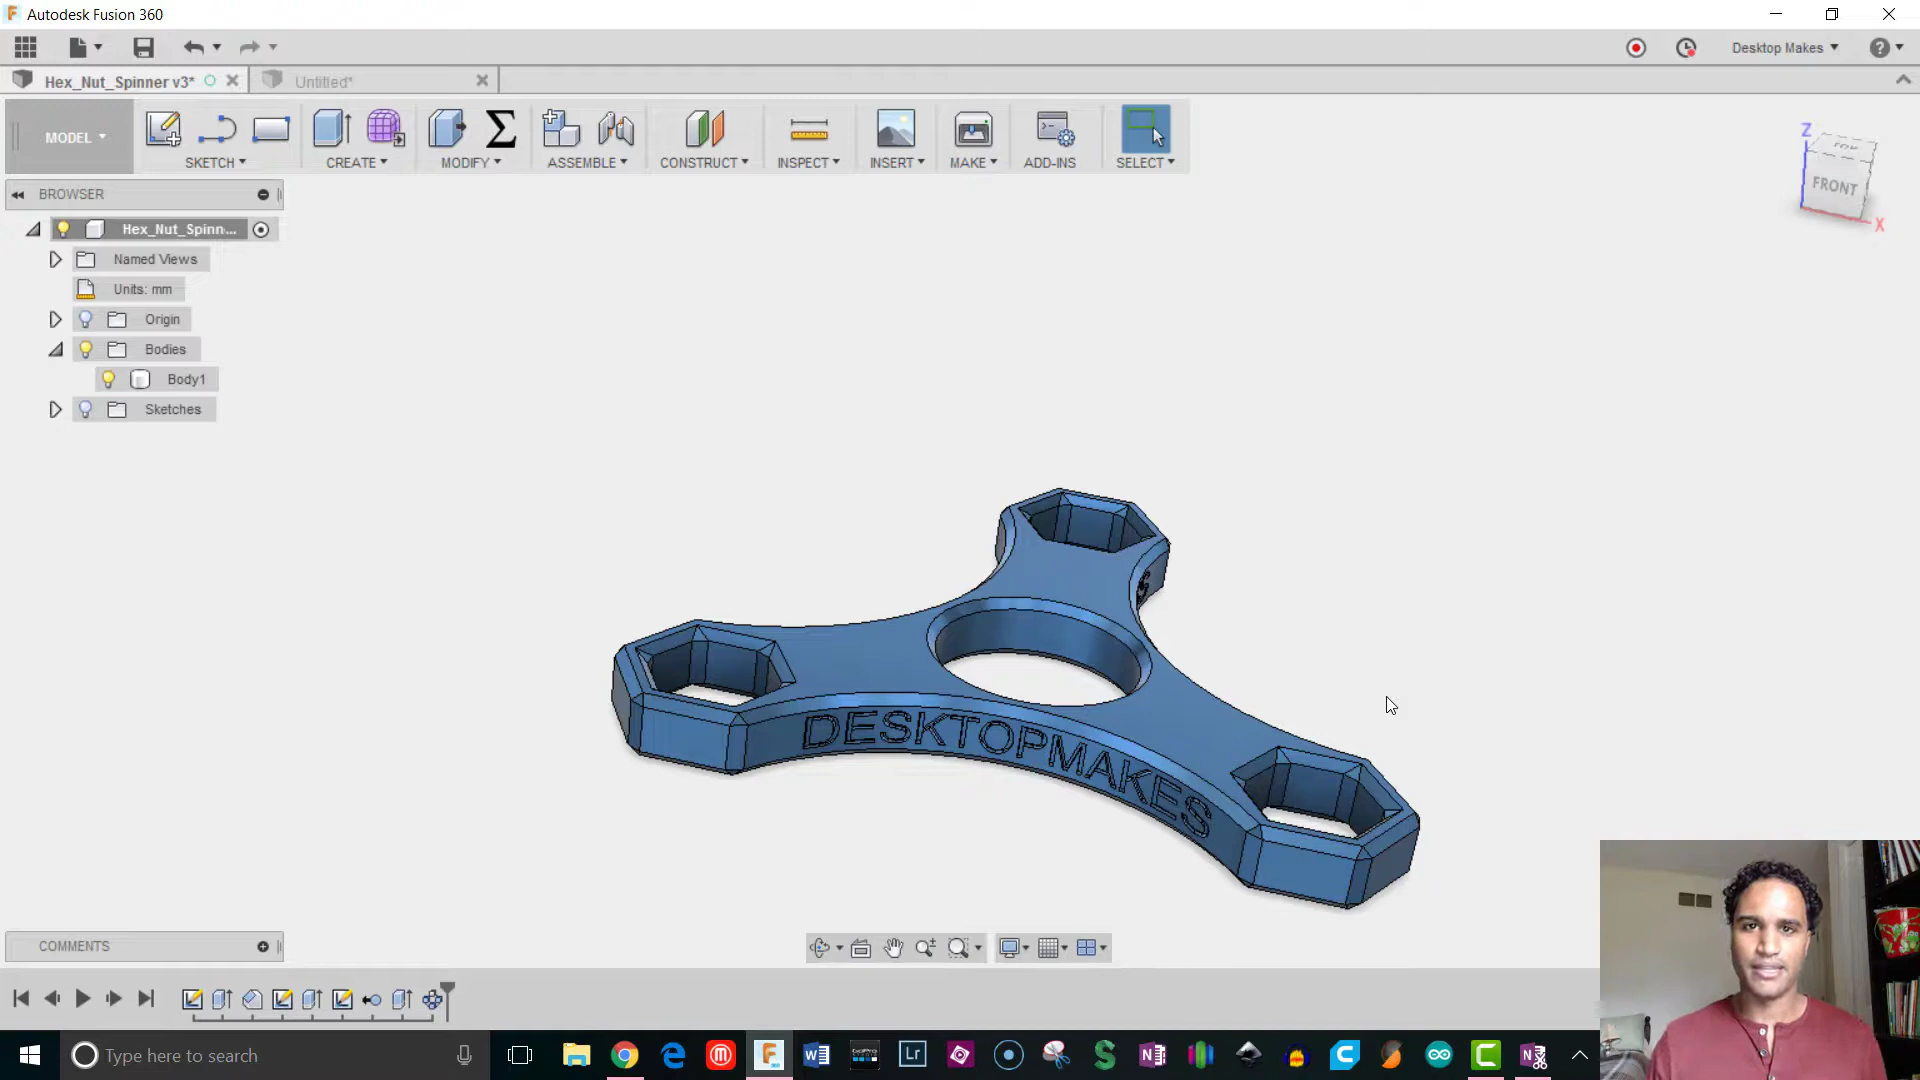 Autodesk Fusion 360
Desktop Makes
Hex_Nut_Spinner v3*
Untitled*
MODEL
SKETCH
CREATE
MODIFY
ASSEMBLE
CONSTRUCT
INSPECT
INSERT
MAKE
ADD-INS
SELECT
Z
TOP
FRONT
X
BROWSER
Hex_Nut_Spinn...
Named Views
Units: mm
Origin
Bodies
Body1
Sketches
DESKTOPMAKES
COMMENTS
Type here to search